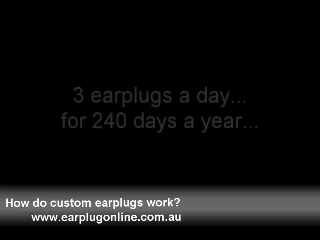 3 earplugs a day...
for 240 days a year...
How do custom earplugs work?
www.earplugonline.com.au